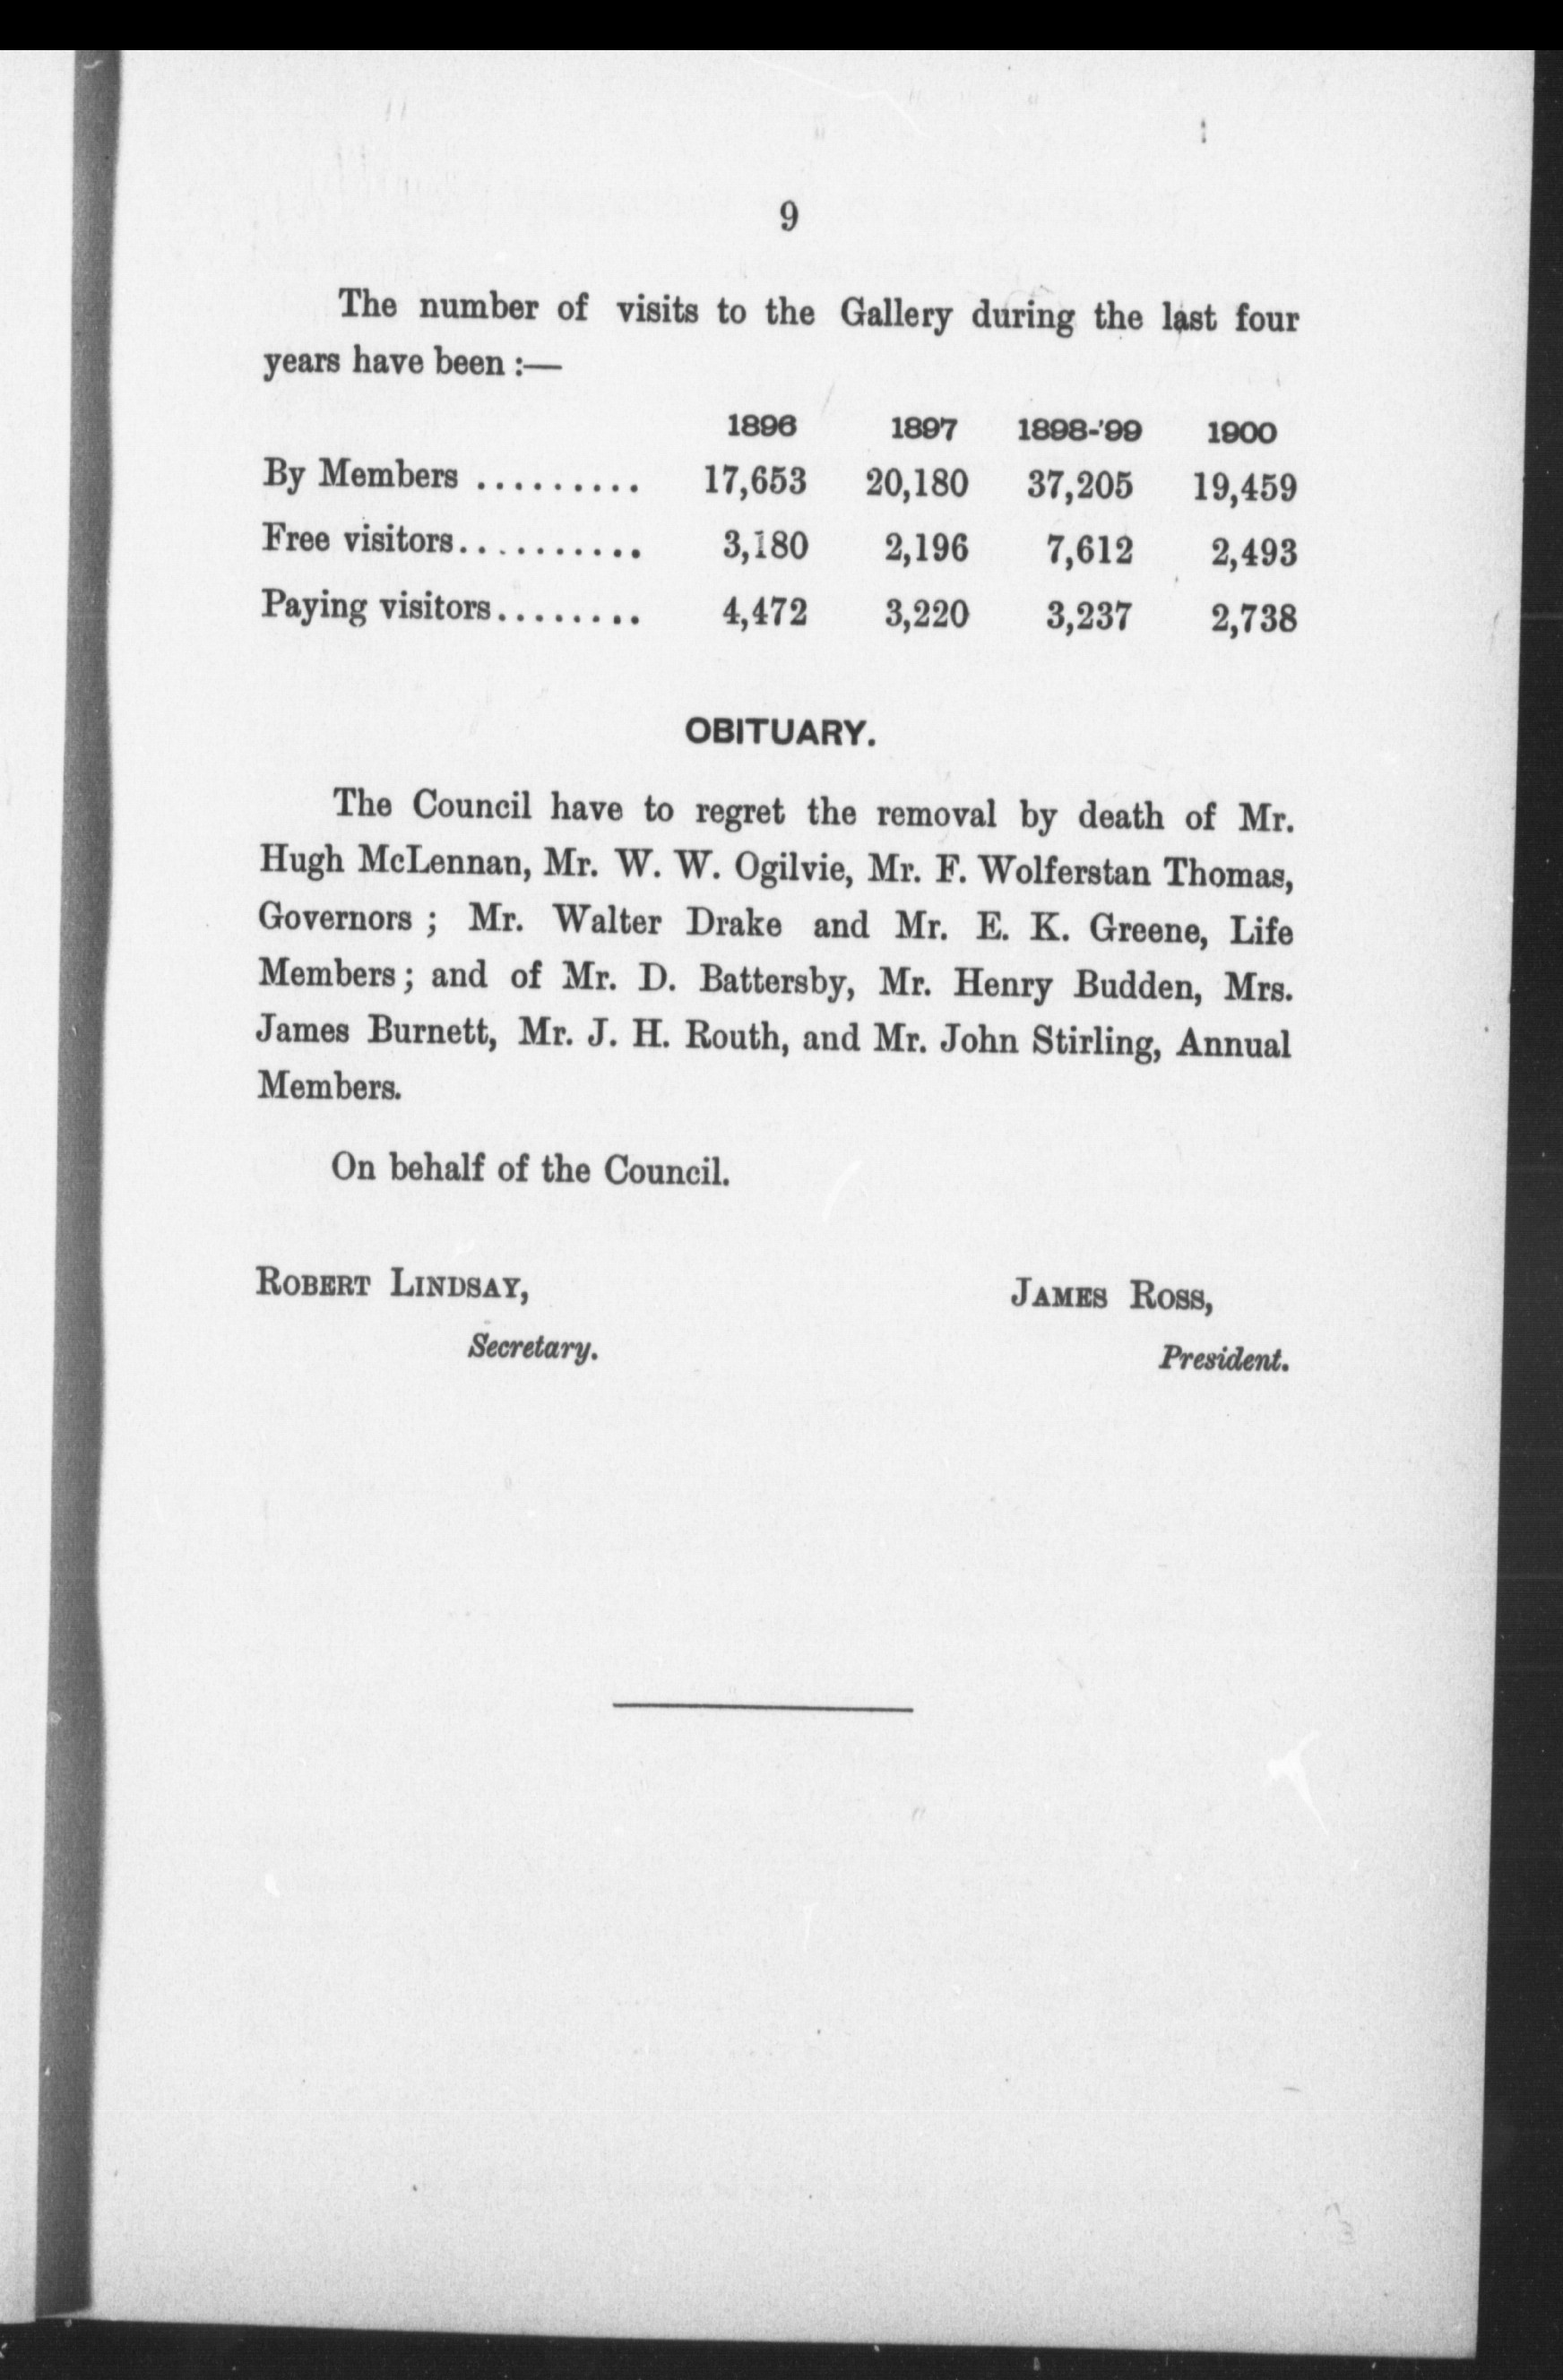 9
The number of visits to the Gallery during the last four
years have been :—
1896 1897 1898-'99 1900
By Members ......... 17,653 20,180 37,205 19,459
Free visitors.......... 3,180 2,196 7,612 2,493
Paying visitors........ 4,472 3,220 3,237 2,738
OBITUARY.
The Council have to regret the removal by death of Mr.
Hugh McLennan, Mr. W. W. Ogilvie, Mr. F. Wolferstan Thomas,
Governors ; Mr. Walter Drake and Mr. E. K. Greene, Life
Members ; and of Mr. D. Battersby, Mr. Henry Budden, Mrs.
James Burnett, Mr. J. H. Routh, and Mr. John Stirling, Annual
Members.
On behalf of the Council.
ROBERT LINDSAY, JAMES ROSS,
Secretary. President.